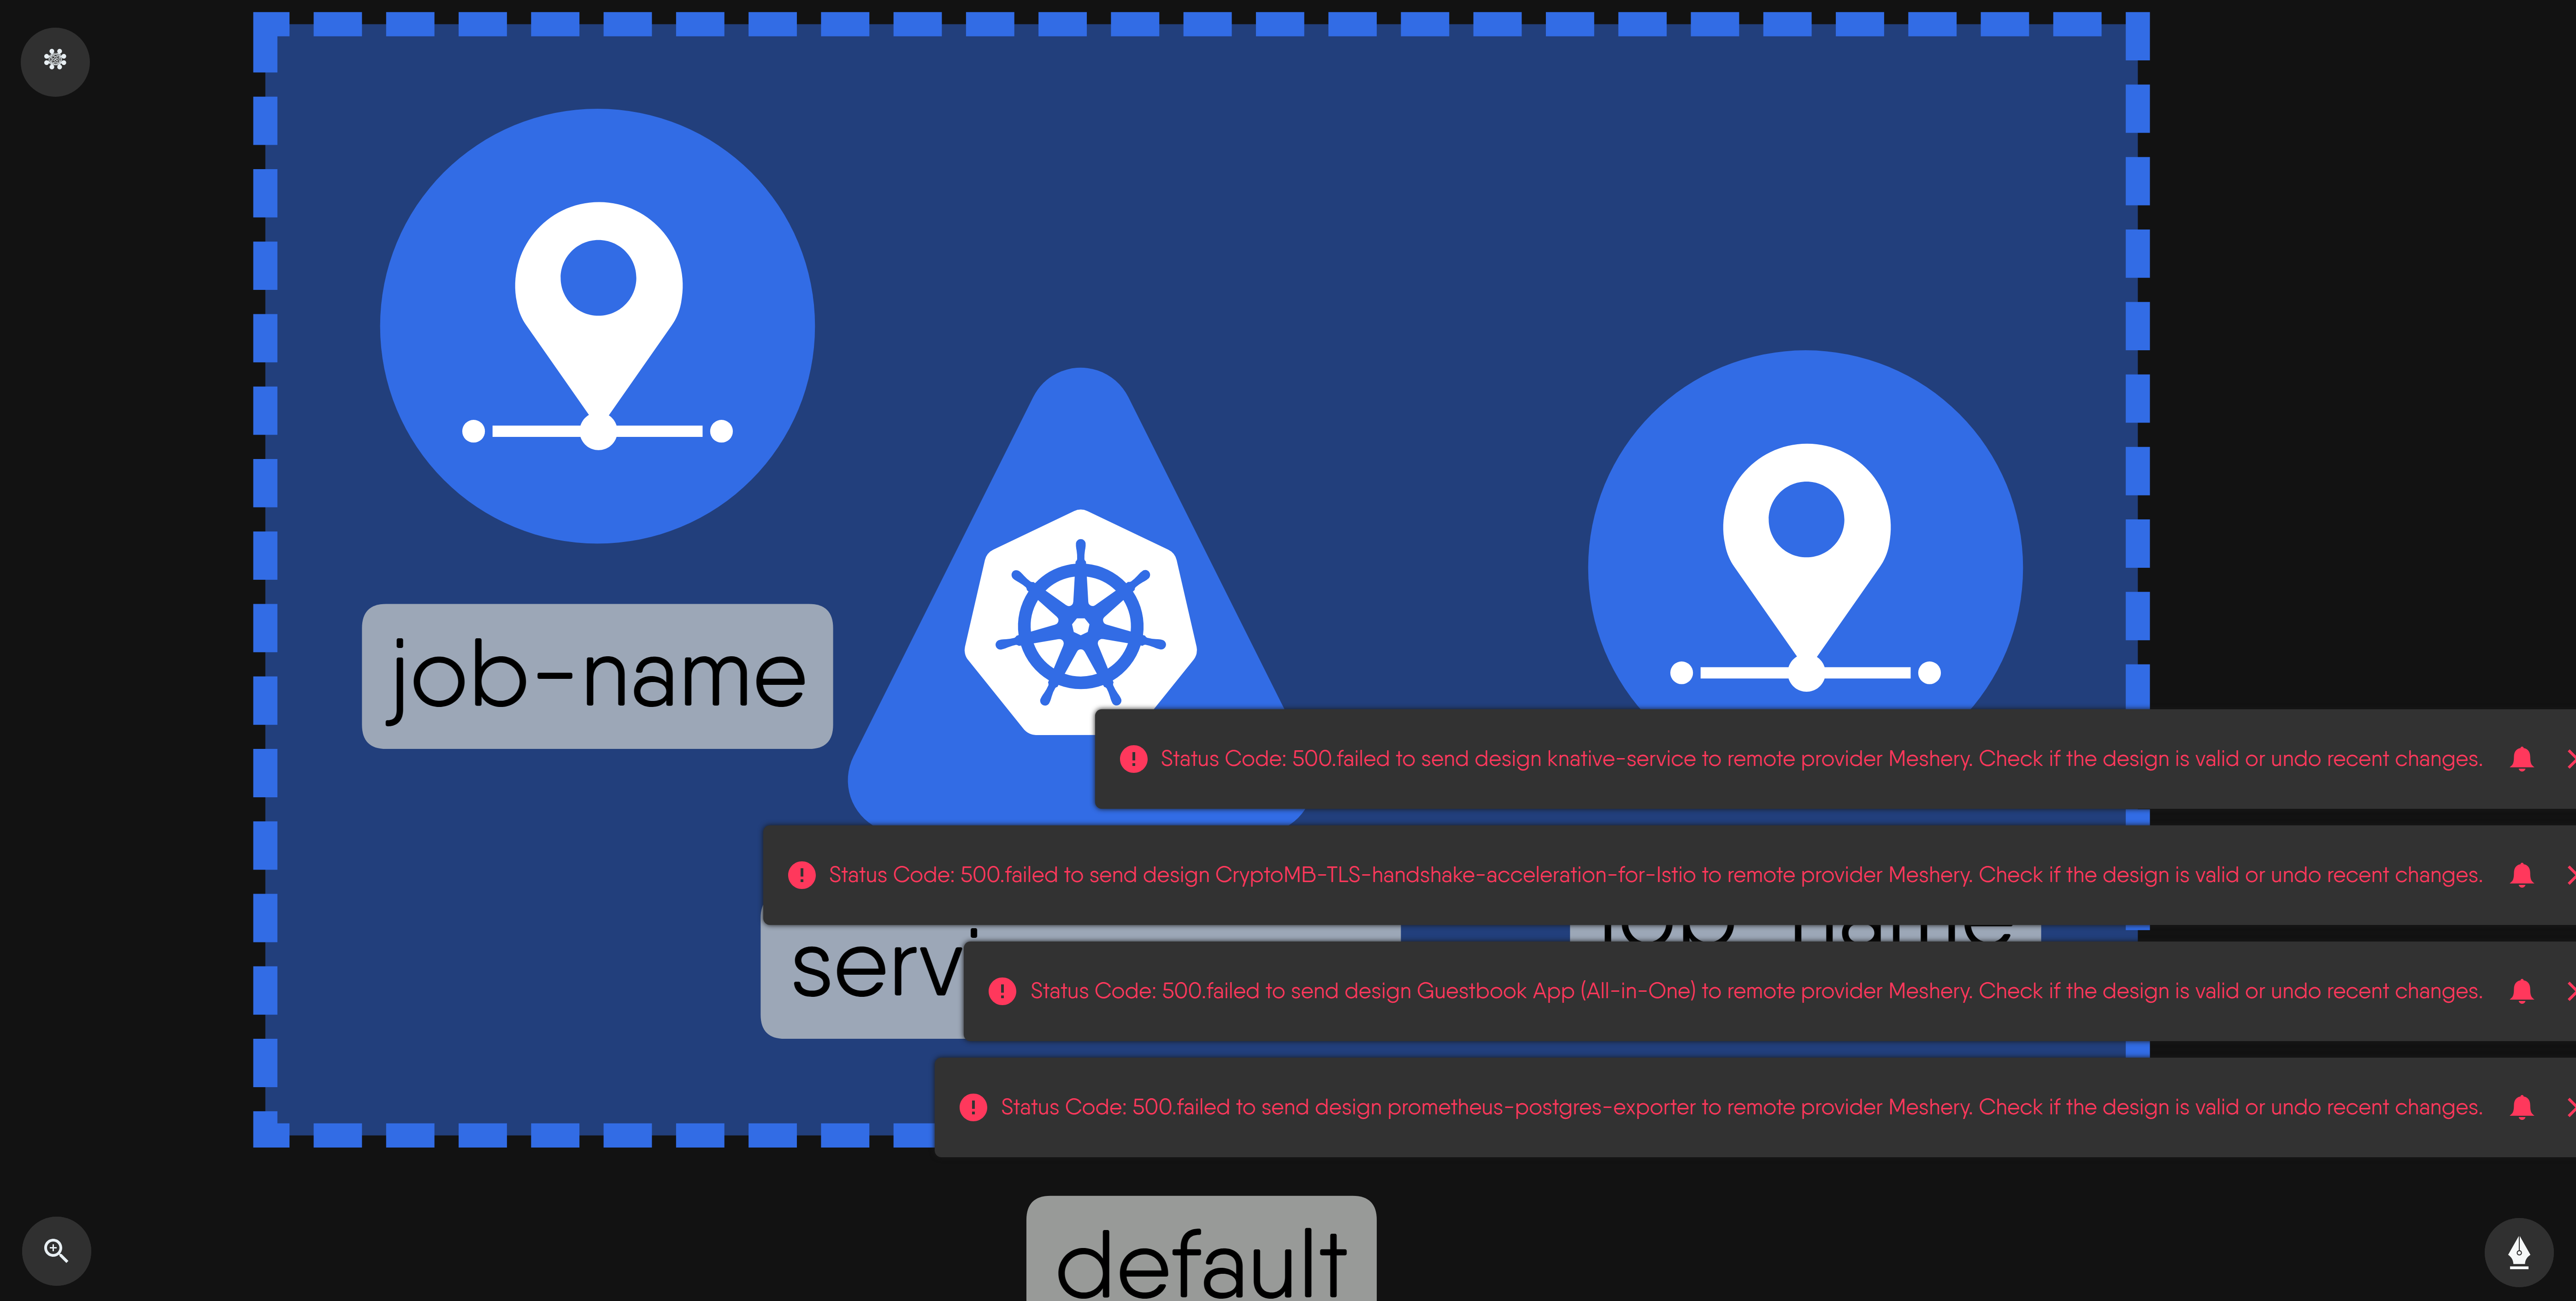 job-name
Status Code: 500.failed to send design knative-service to remote provider Meshery. Check if the design is valid or undo recent changes.
Status Code: 500.failed to send design CryptoMB-TLS-handshake-acceleration-for-Istio to remote provider Meshery. Check if the design is valid or undo recent changes.
job-name
Status Code: 500.failed to send design Guestbook App (All-in-One) to remote provider Meshery. Check if the design is valid or undo recent changes.
Status Code: 500.failed to send design prometheus-postgres-exporter to remote provider Meshery. Check if the design is valid or undo recent changes.
default